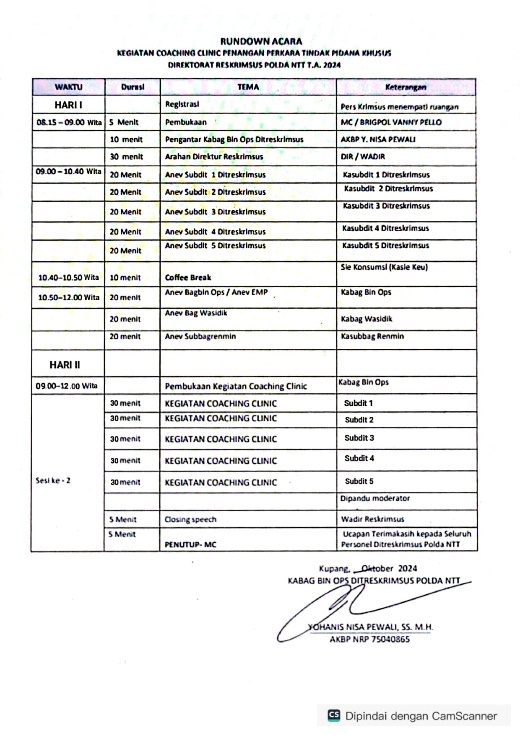 RUNDOWN ACARA
KEGIATAN COACHING CLINIC PENANGAN PERKARA TINDAK PIDANA KHUSUS
DIREKTORAT RESKRIMSUS POLDA NTT T.A. 2024
WAKTU Durasi TEMA Keterangan
HARI I Registrasi Pers Krimsus menempati ruangan
08.15 – 09.00 Wita 5 Menit Pembukaan MC / BRIGPOL VANNY PELLO
10 menit Pengantar Kabag Bin Ops Ditreskrimsus AKBP Y. NISA PEWALI
30 menit Arahan Direktur Reskrimsus DIR / WADIR
09.00 – 10.40 Wita 20 Menit Anev Subdit 1 Ditreskrimsus Kasubdit 1 Ditreskrimsus
20 Menit Anev Subdit 2 Ditreskrimsus Kasubdit 2 Ditreskrimsus
20 Menit Anev Subdit 3 Ditreskrimsus Kasubdit 3 Ditreskrimsus
20 Menit Anev Subdit 4 Ditreskrimsus Kasubdit 4 Ditreskrimsus
20 Menit Anev Subdit 5 Ditreskrimsus Kasubdit 5 Ditreskrimsus
10.40–10.50 Wita 10 menit Coffee Break Sie Konsumsi (Kasie Keu)
10.50–12.00 Wita 20 menit Anev Bagbin Ops / Anev EMP Kabag Bin Ops
20 menit Anev Bag Wasidik Kabag Wasidik
20 menit Anev Subbagrenmin Kasubbag Renmin
HARI II
09.00–12.00 Wita Pembukaan Kegiatan Coaching Clinic Kabag Bin Ops
30 menit KEGIATAN COACHING CLINIC Subdit 1
30 menit KEGIATAN COACHING CLINIC Subdit 2
30 menit KEGIATAN COACHING CLINIC Subdit 3
30 menit KEGIATAN COACHING CLINIC Subdit 4
Sesi ke - 2 30 menit KEGIATAN COACHING CLINIC Subdit 5
Dipandu moderator
5 Menit Closing speech Wadir Reskrimsus
5 Menit PENUTUP- MC Ucapan Terimakasih kepada Seluruh
Personel Ditreskrimsus Polda NTT
Kupang, Oktober 2024
KABAG BIN OPS DITRESKRIMSUS POLDA NTT
YOHANIS NISA PEWALI, SS. M.H.
AKBP NRP 75040865
CS Dipindai dengan CamScanner